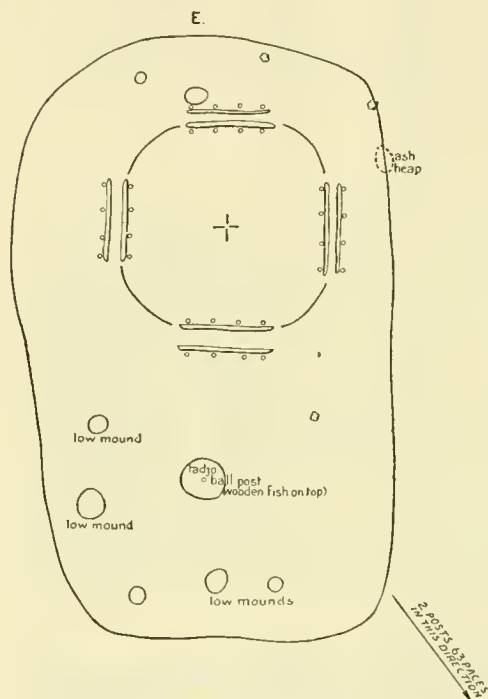 E.
ash
heap
low mound
tadjo
ball post
(wooden fish on top)
low mound
low mounds
2 POSTS 63 PACES
IN THIS DIRECTION